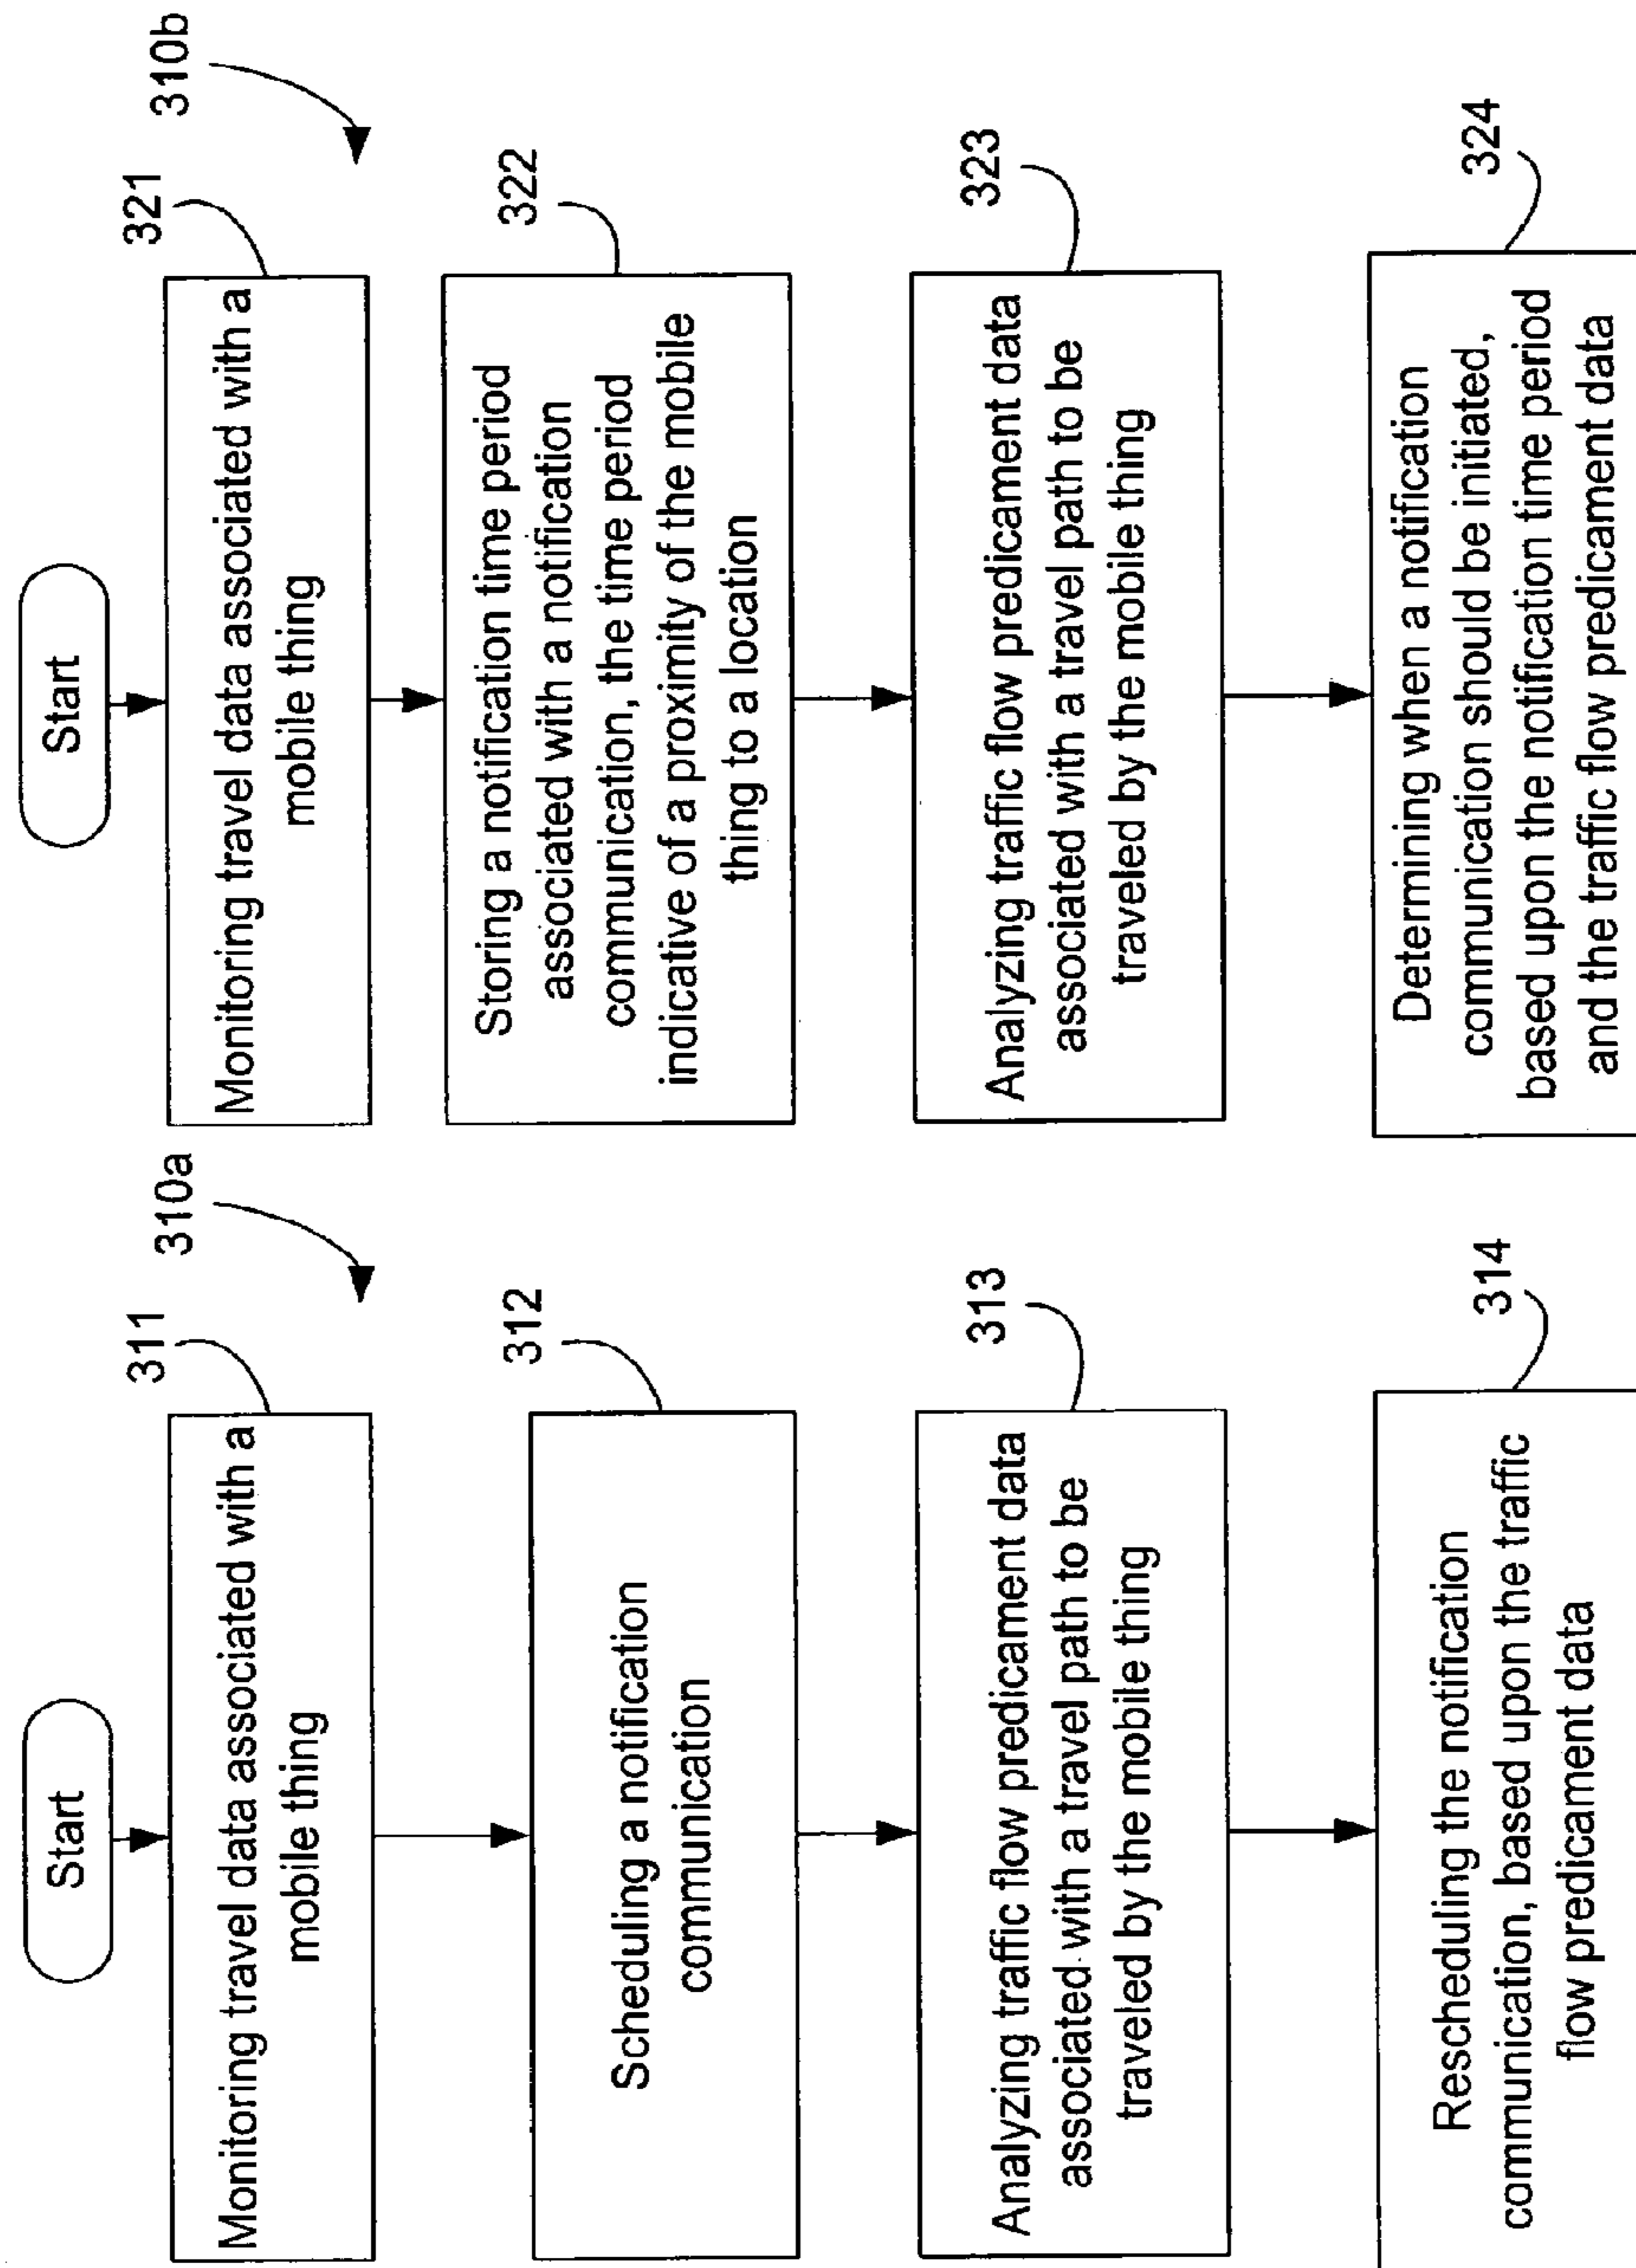 Start
310a
311
Monitoring travel data associated with a
mobile thing
312
Scheduling a notification
communication
313
Analyzing traffic flow predicament data
associated with a travel path to be
traveled by the mobile thing
314
Rescheduling the notification
communication, based upon the traffic
flow predicament data
Start
310b
321
Monitoring travel data associated with a
mobile thing
322
Storing a notification time period
associated with a notification
communication, the time period
indicative of a proximity of the mobile
thing to a location
323
Analyzing traffic flow predicament data
associated with a travel path to be
traveled by the mobile thing
324
Determining when a notification
communication should be initiated,
based upon the notification time period
and the traffic flow predicament data